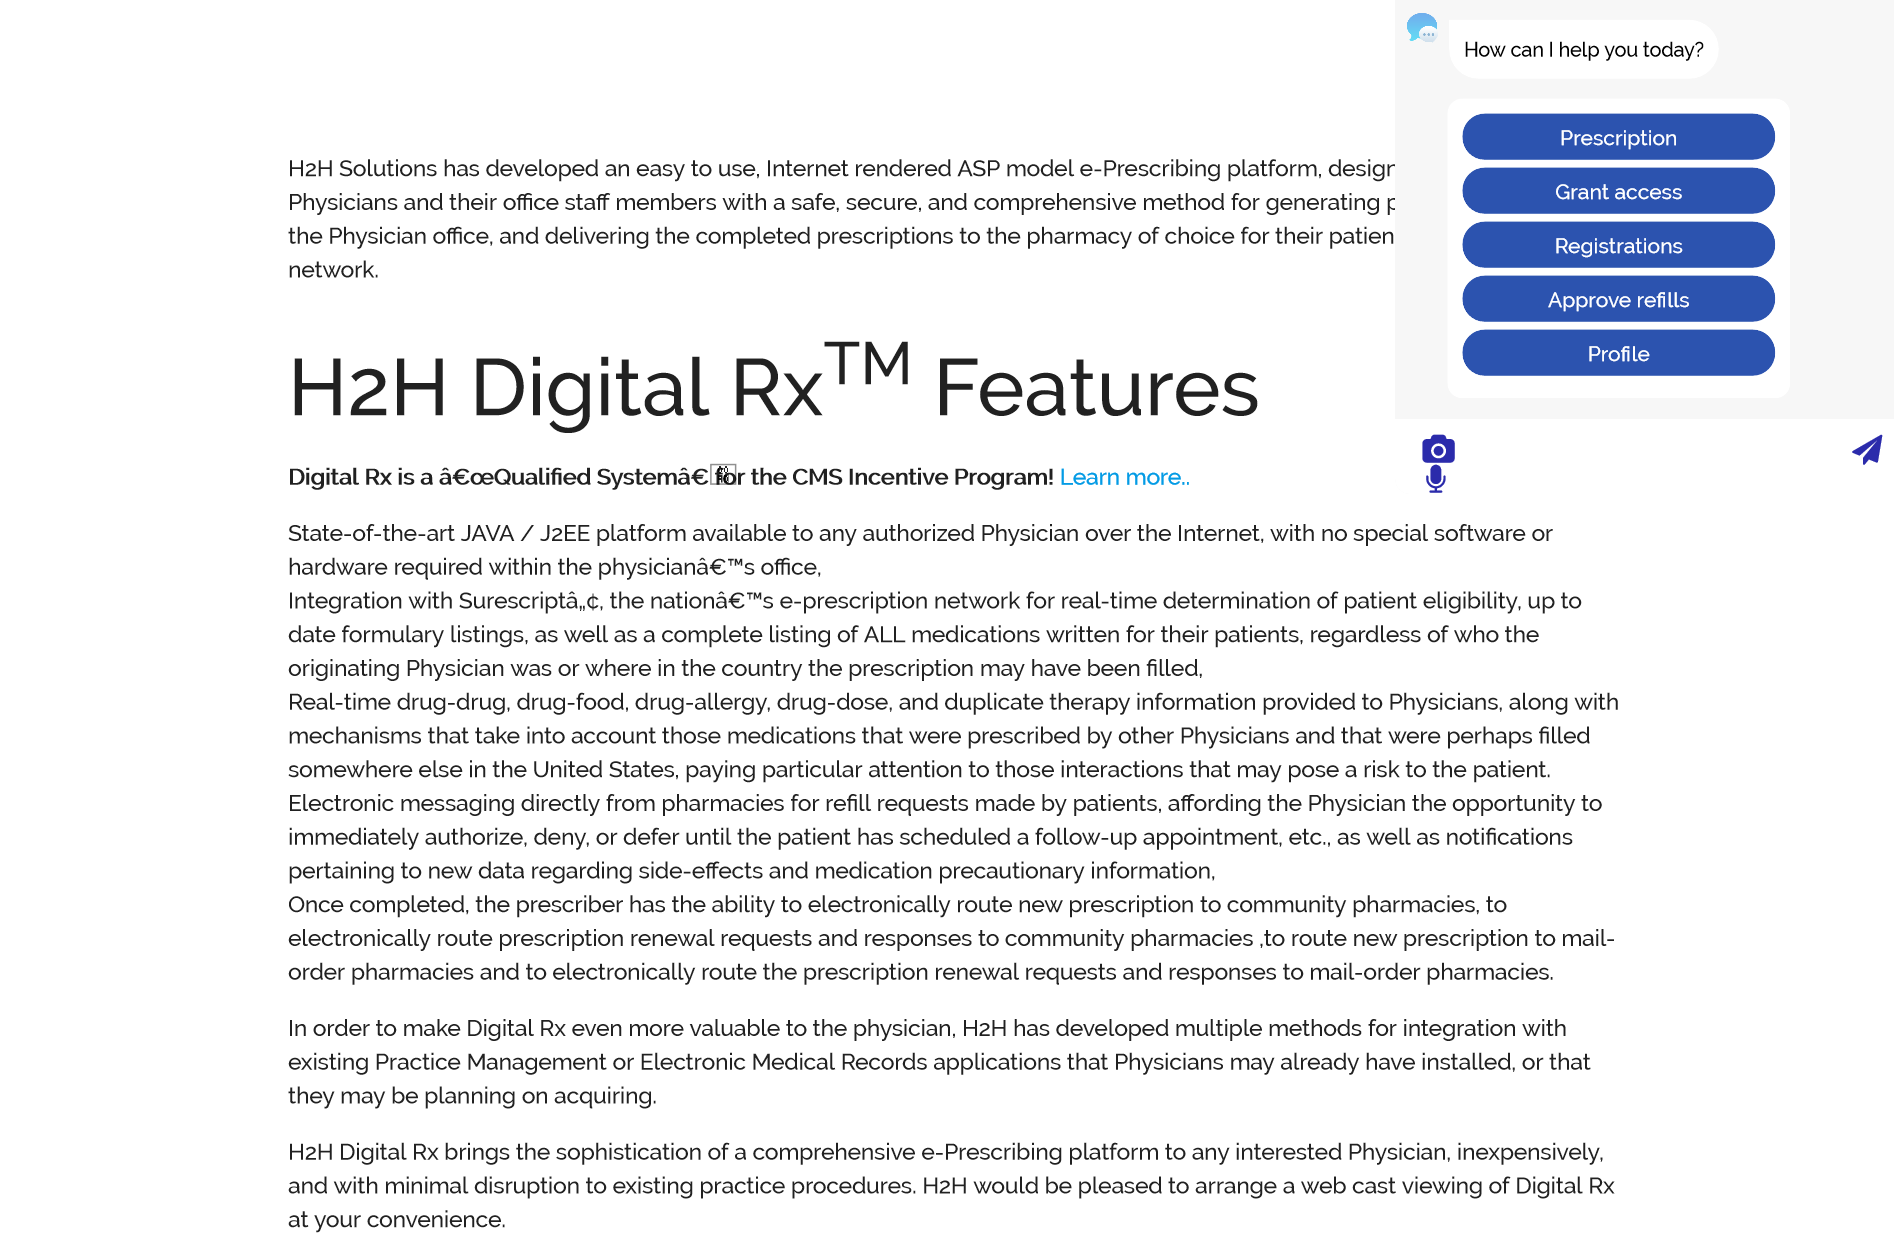 H2H Solutions has developed an easy to use, Internet rendered ASP model e-Prescribing platform,
Physicians and their office staff members with a safe, secure, and comprehensive method for generating
the Physician office, and delivering the completed prescriptions to the pharmacy of choice for their
network.
H2H Digital Rx™ Features
Digital Rx is a â€œQualified Systemâ€ for the CMS Incentive Program! Learn more..
State-of-the-art JAVA / J2EE platform available to any authorized Physician over the Internet, with no special software or
hardware required within the physicianâ€™s office,
Integration with Surescriptâ„¢, the nationâ€™s e-prescription network for real-time determination of patient eligibility, up to
date formulary listings, as well as a complete listing of ALL medications written for their patients, regardless of who the
originating Physician was or where in the country the prescription may have been filled,
Real-time drug-drug, drug-food, drug-allergy, drug-dose, and duplicate therapy information provided to Physicians, along with
mechanisms that take into account those medications that were prescribed by other Physicians and that were perhaps filled
somewhere else in the United States, paying particular attention to those interactions that may pose a risk to the patient.
Electronic messaging directly from pharmacies for refill requests made by patients, affording the Physician the opportunity to
immediately authorize, deny, or defer until the patient has scheduled a follow-up appointment, etc., as well as notifications
pertaining to new data regarding side-effects and medication precautionary information,
Once completed, the prescriber has the ability to electronically route new prescription to community pharmacies, to
electronically route prescription renewal requests and responses to community pharmacies ,to route new prescription to mail-
order pharmacies and to electronically route the prescription renewal requests and responses to mail-order pharmacies.
In order to make Digital Rx even more valuable to the physician, H2H has developed multiple methods for integration with
existing Practice Management or Electronic Medical Records applications that Physicians may already have installed, or that
they may be planning on acquiring.
H2H Digital Rx brings the sophistication of a comprehensive e-Prescribing platform to any interested Physician, inexpensively,
and with minimal disruption to existing practice procedures. H2H would be pleased to arrange a web cast viewing of Digital Rx
at your convenience.
How can I help you today?
Prescription
Grant access
Registrations
Approve refills
Profile